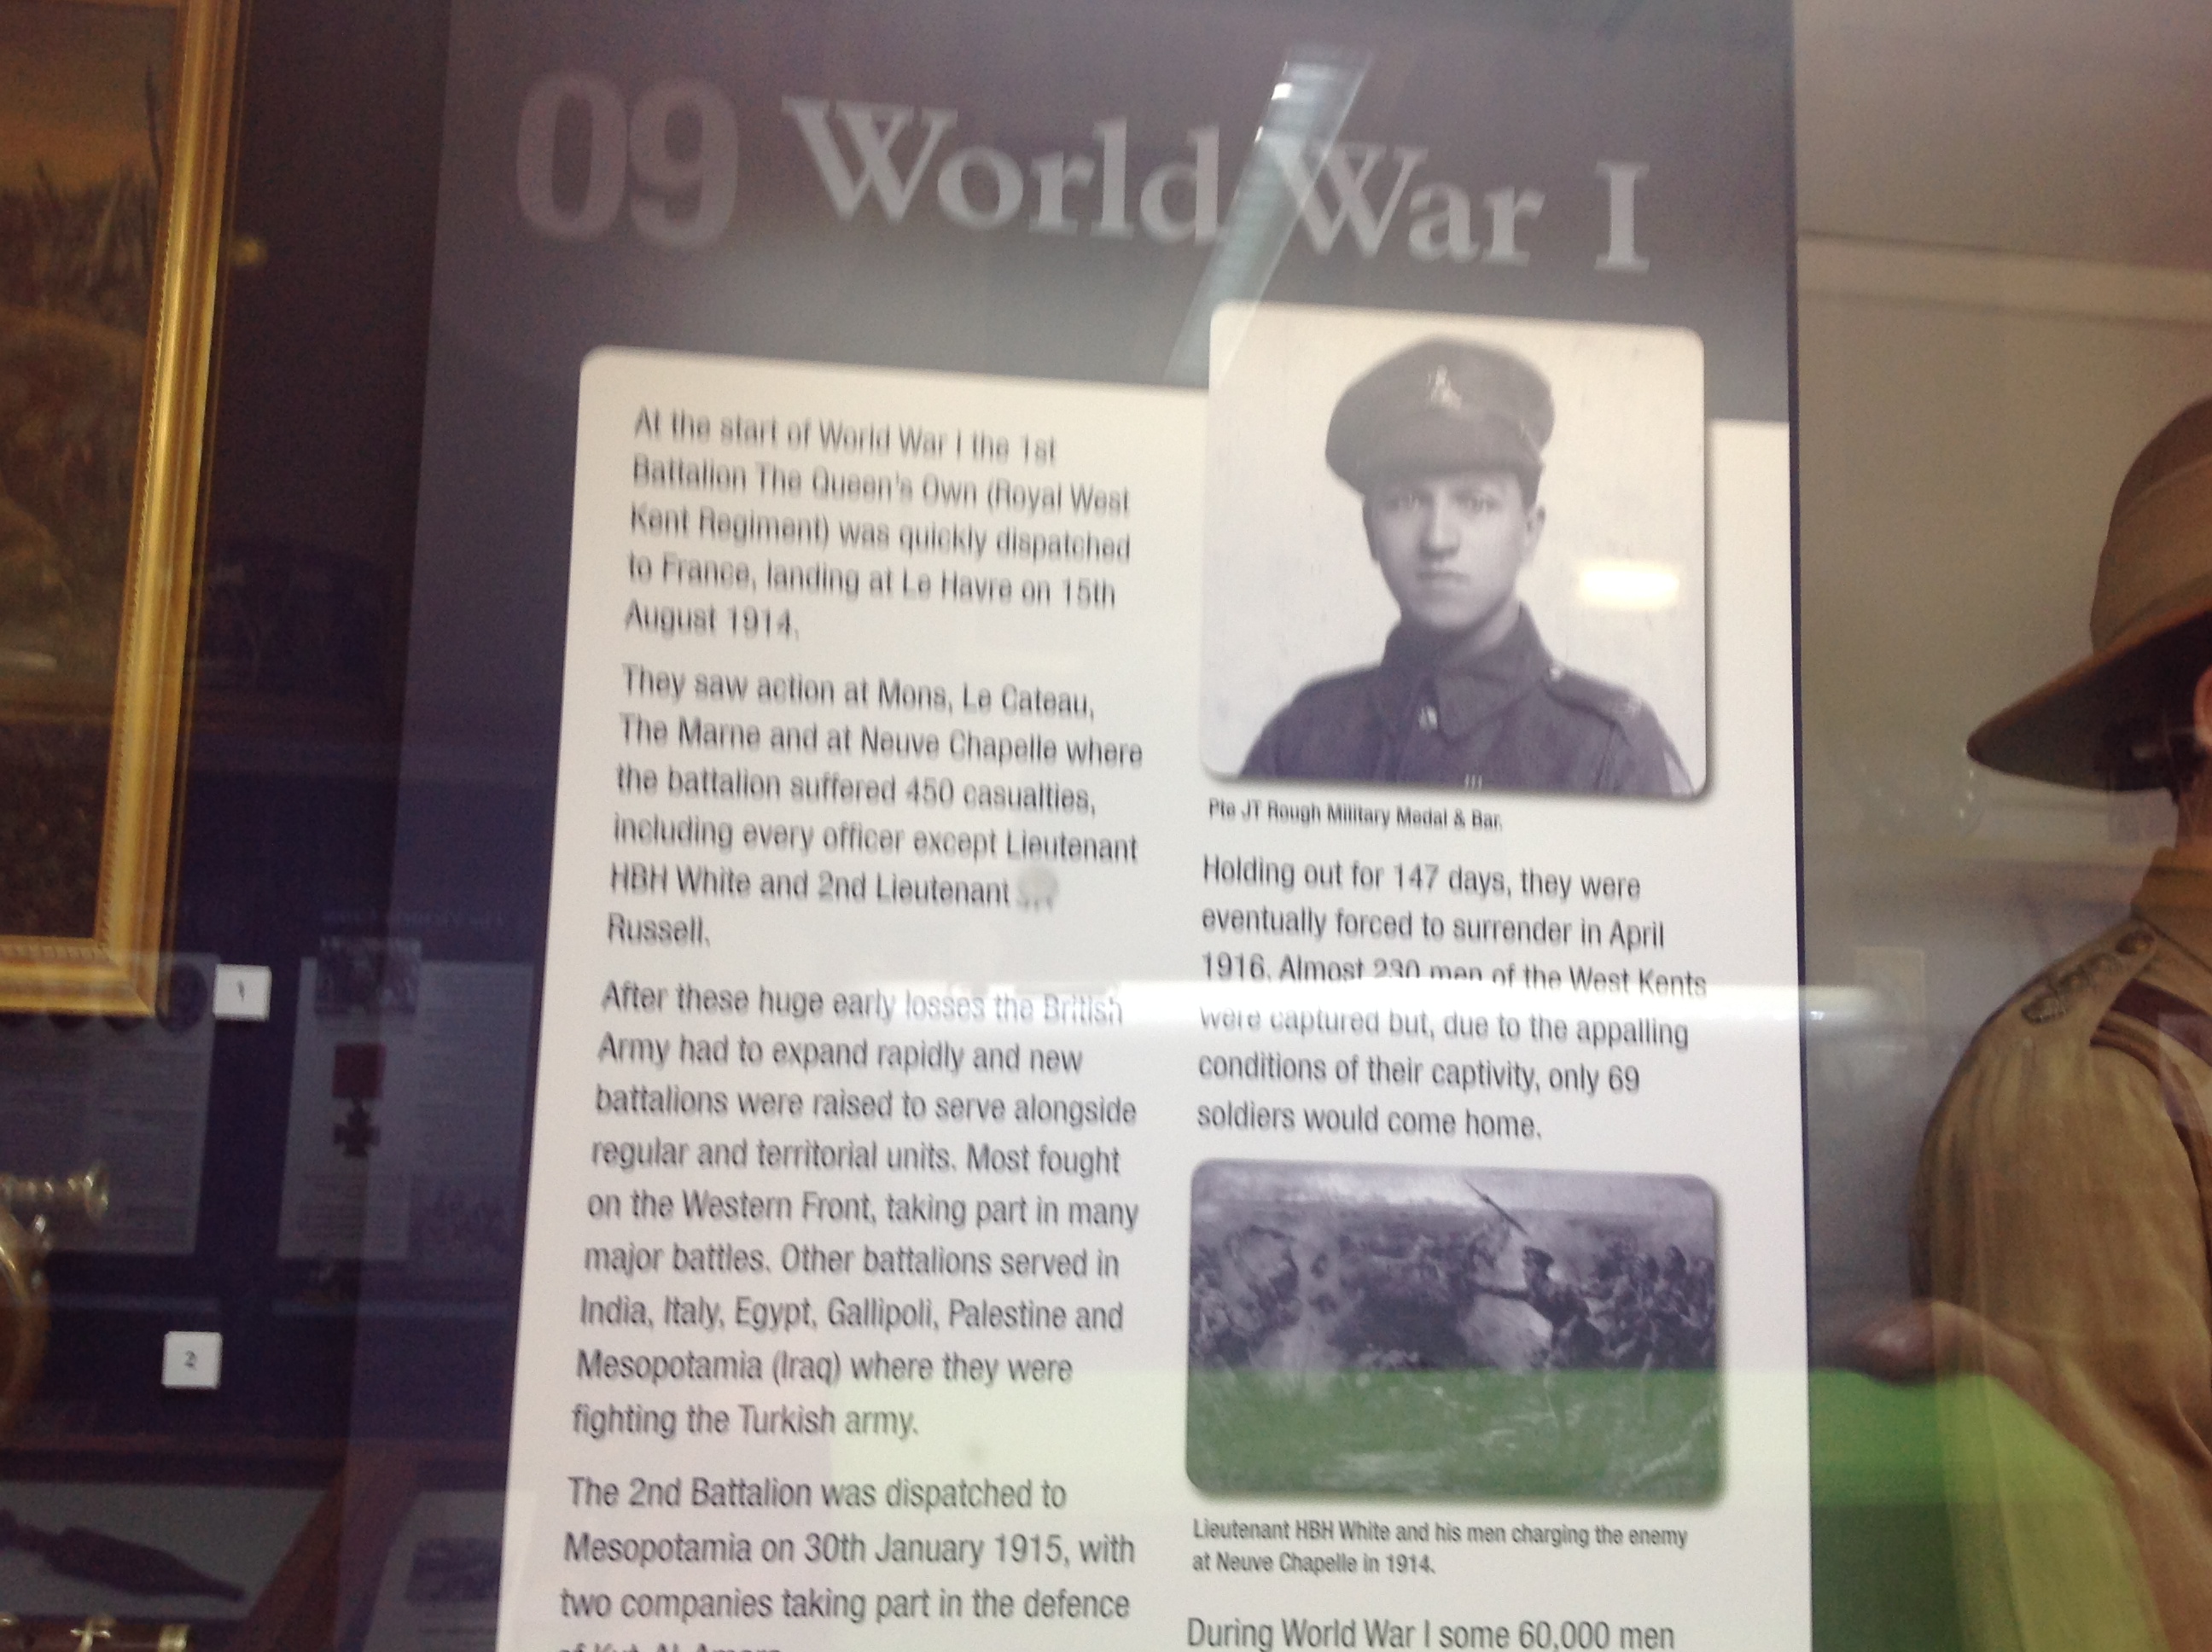 09 World War I
At the start of World War I the 1st
Battalion The Queen's Own (Royal West
Kent Regiment) was quickly dispatched
to France, landing at Le Havre on 15th
August 1914.
They saw action at Mons, Le Cateau,
The Marne and at Neuve Chapelle where
the battalion suffered 450 casualties,
including every officer except Lieutenant
HBH White and 2nd Lieutenant
Russell.
After these huge early losses the British
Army had to expand rapidly and new
battalions were raised to serve alongside
regular and territorial units. Most fought
on the Western Front, taking part in many
major battles. Other battalions served in
India, Italy, Egypt, Gallipoli, Palestine and
Mesopotamia (Iraq) where they were
fighting the Turkish army.
The 2nd Battalion was dispatched to
Mesopotamia on 30th January 1915, with
two companies taking part in the defence
of Kut-Al-Amara
Pte JT Rough Military Medal & Bar.
Holding out for 147 days, they were
eventually forced to surrender in April
1916. Almost 230 men of the West Kents
were captured but, due to the appalling
conditions of their captivity, only 69
soldiers would come home.
Lieutenant HBH White and his men charging the enemy
at Neuve Chapelle in 1914.
During World War I some 60,000 men
1
2